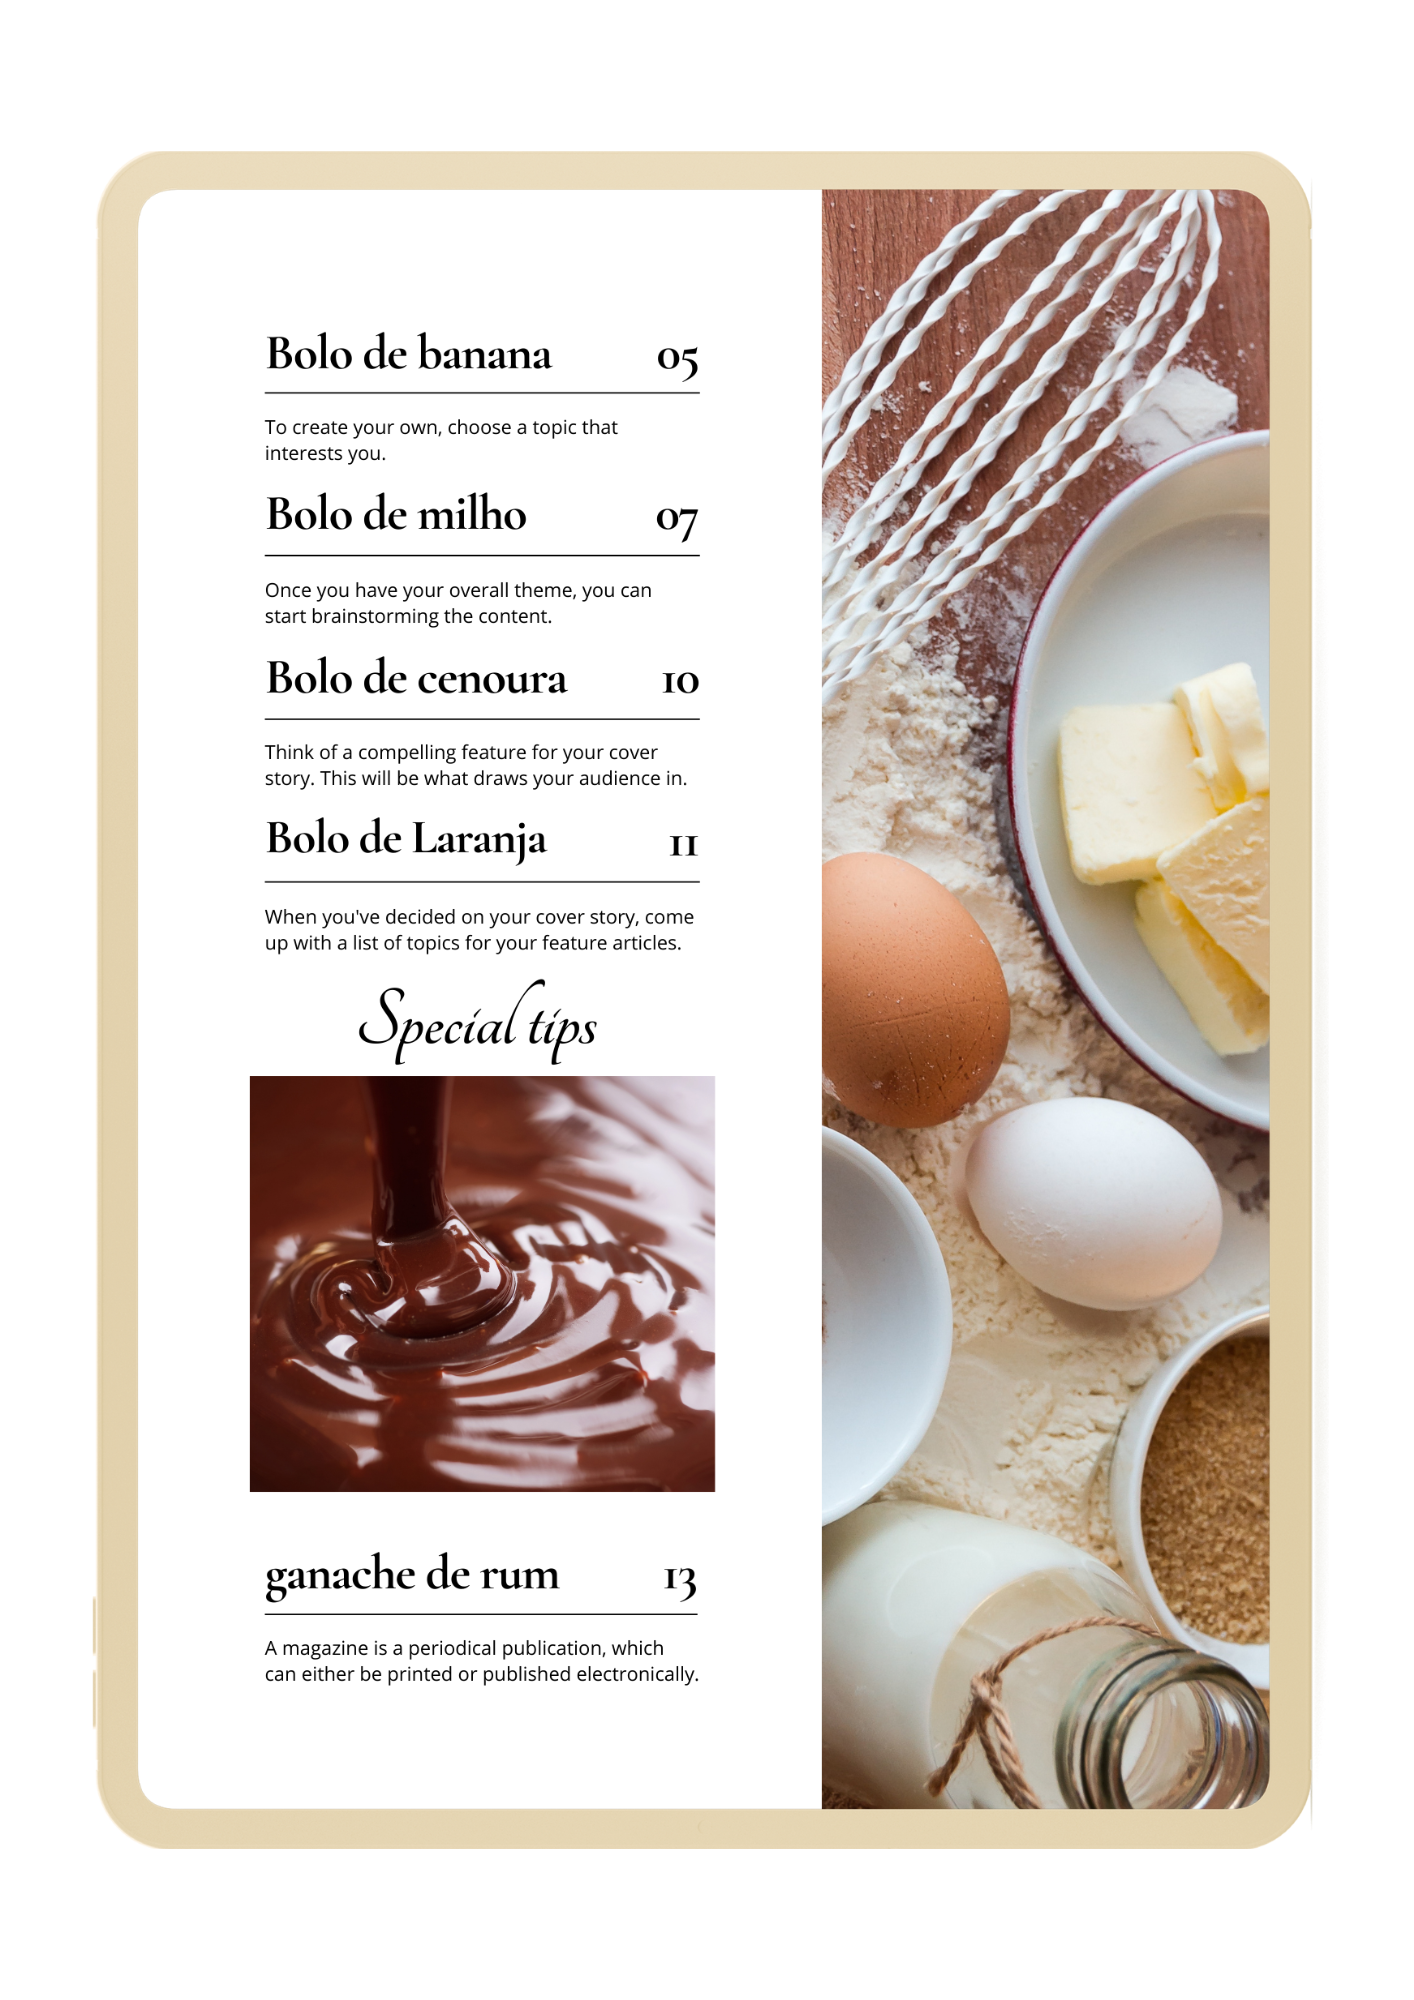 Bolo de banana 05
To create your own, choose a topic that
interests you.
Bolo de milho 07
Once you have your overall theme, you can
start brainstorming the content.
Bolo de cenoura 10
Think of a compelling feature for your cover
story. This will be what draws your audience in.
Bolo de Laranja 11
When you've decided on your cover story, come
up with a list of topics for your feature articles.
Special tips
ganache de rum 13
A magazine is a periodical publication, which
can either be printed or published electronically.